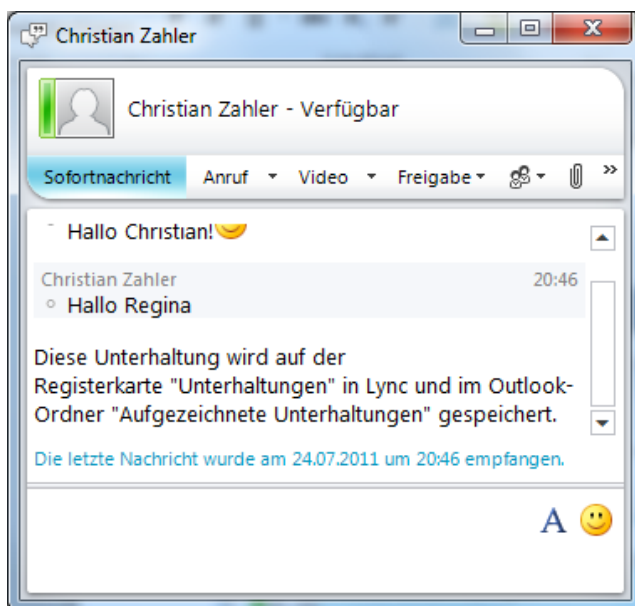 Christian Zahler
Christian Zahler - Verfügbar
Sofortnachricht Anruf Video Freigabe
Hallo Christian!
Christian Zahler 20:46
Hallo Regina
Diese Unterhaltung wird auf der
Registerkarte "Unterhaltungen" in Lync und im Outlook-
Ordner "Aufgezeichnete Unterhaltungen" gespeichert.
Die letzte Nachricht wurde am 24.07.2011 um 20:46 empfangen.
A